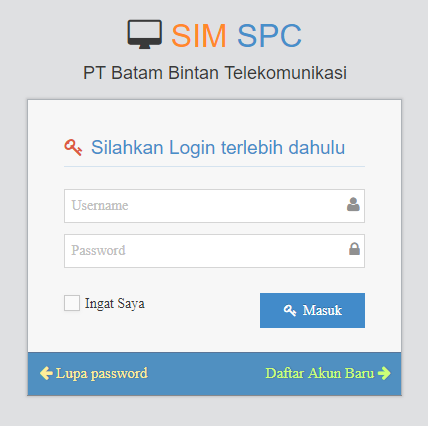 SIM SPC
PT Batam Bintan Telekomunikasi
Silahkan Login terlebih dahulu
Username
Password
Ingat Saya
Masuk
Lupa password
Daftar Akun Baru